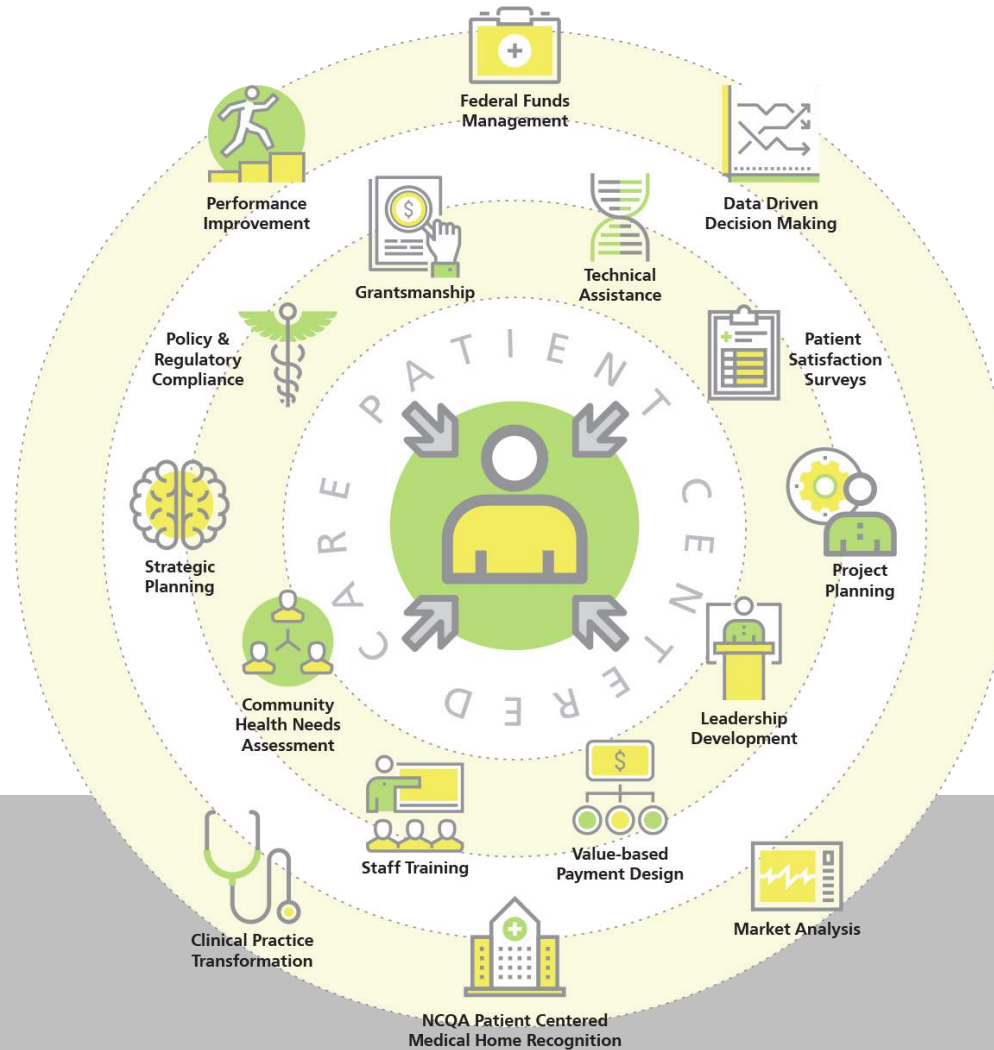 Federal Funds
Management
Performance
Improvement
Data Driven
Decision Making
$
Grantsmanship
Technical
Assistance
Policy &
Regulatory
Compliance
Patient
Satisfaction
Surveys
PATIENT CENTERED CARE
Strategic
Planning
Project
Planning
Community
Health Needs
Assessment
Leadership
Development
$
Staff Training
Value-based
Payment Design
Clinical Practice
Transformation
Market Analysis
NCQA Patient Centered
Medical Home Recognition